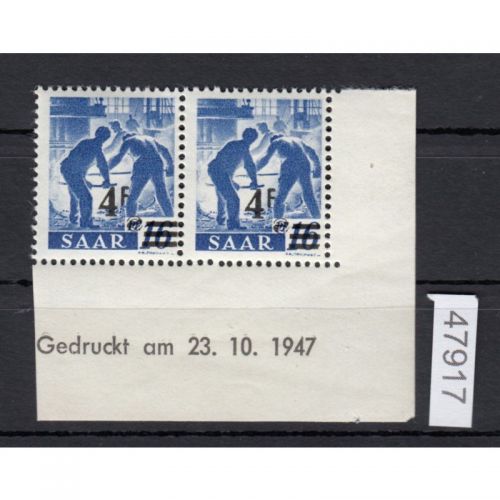 4F 4F
SAAR 16 SAAR 16
Gedruckt am 23. 10. 1947
47917